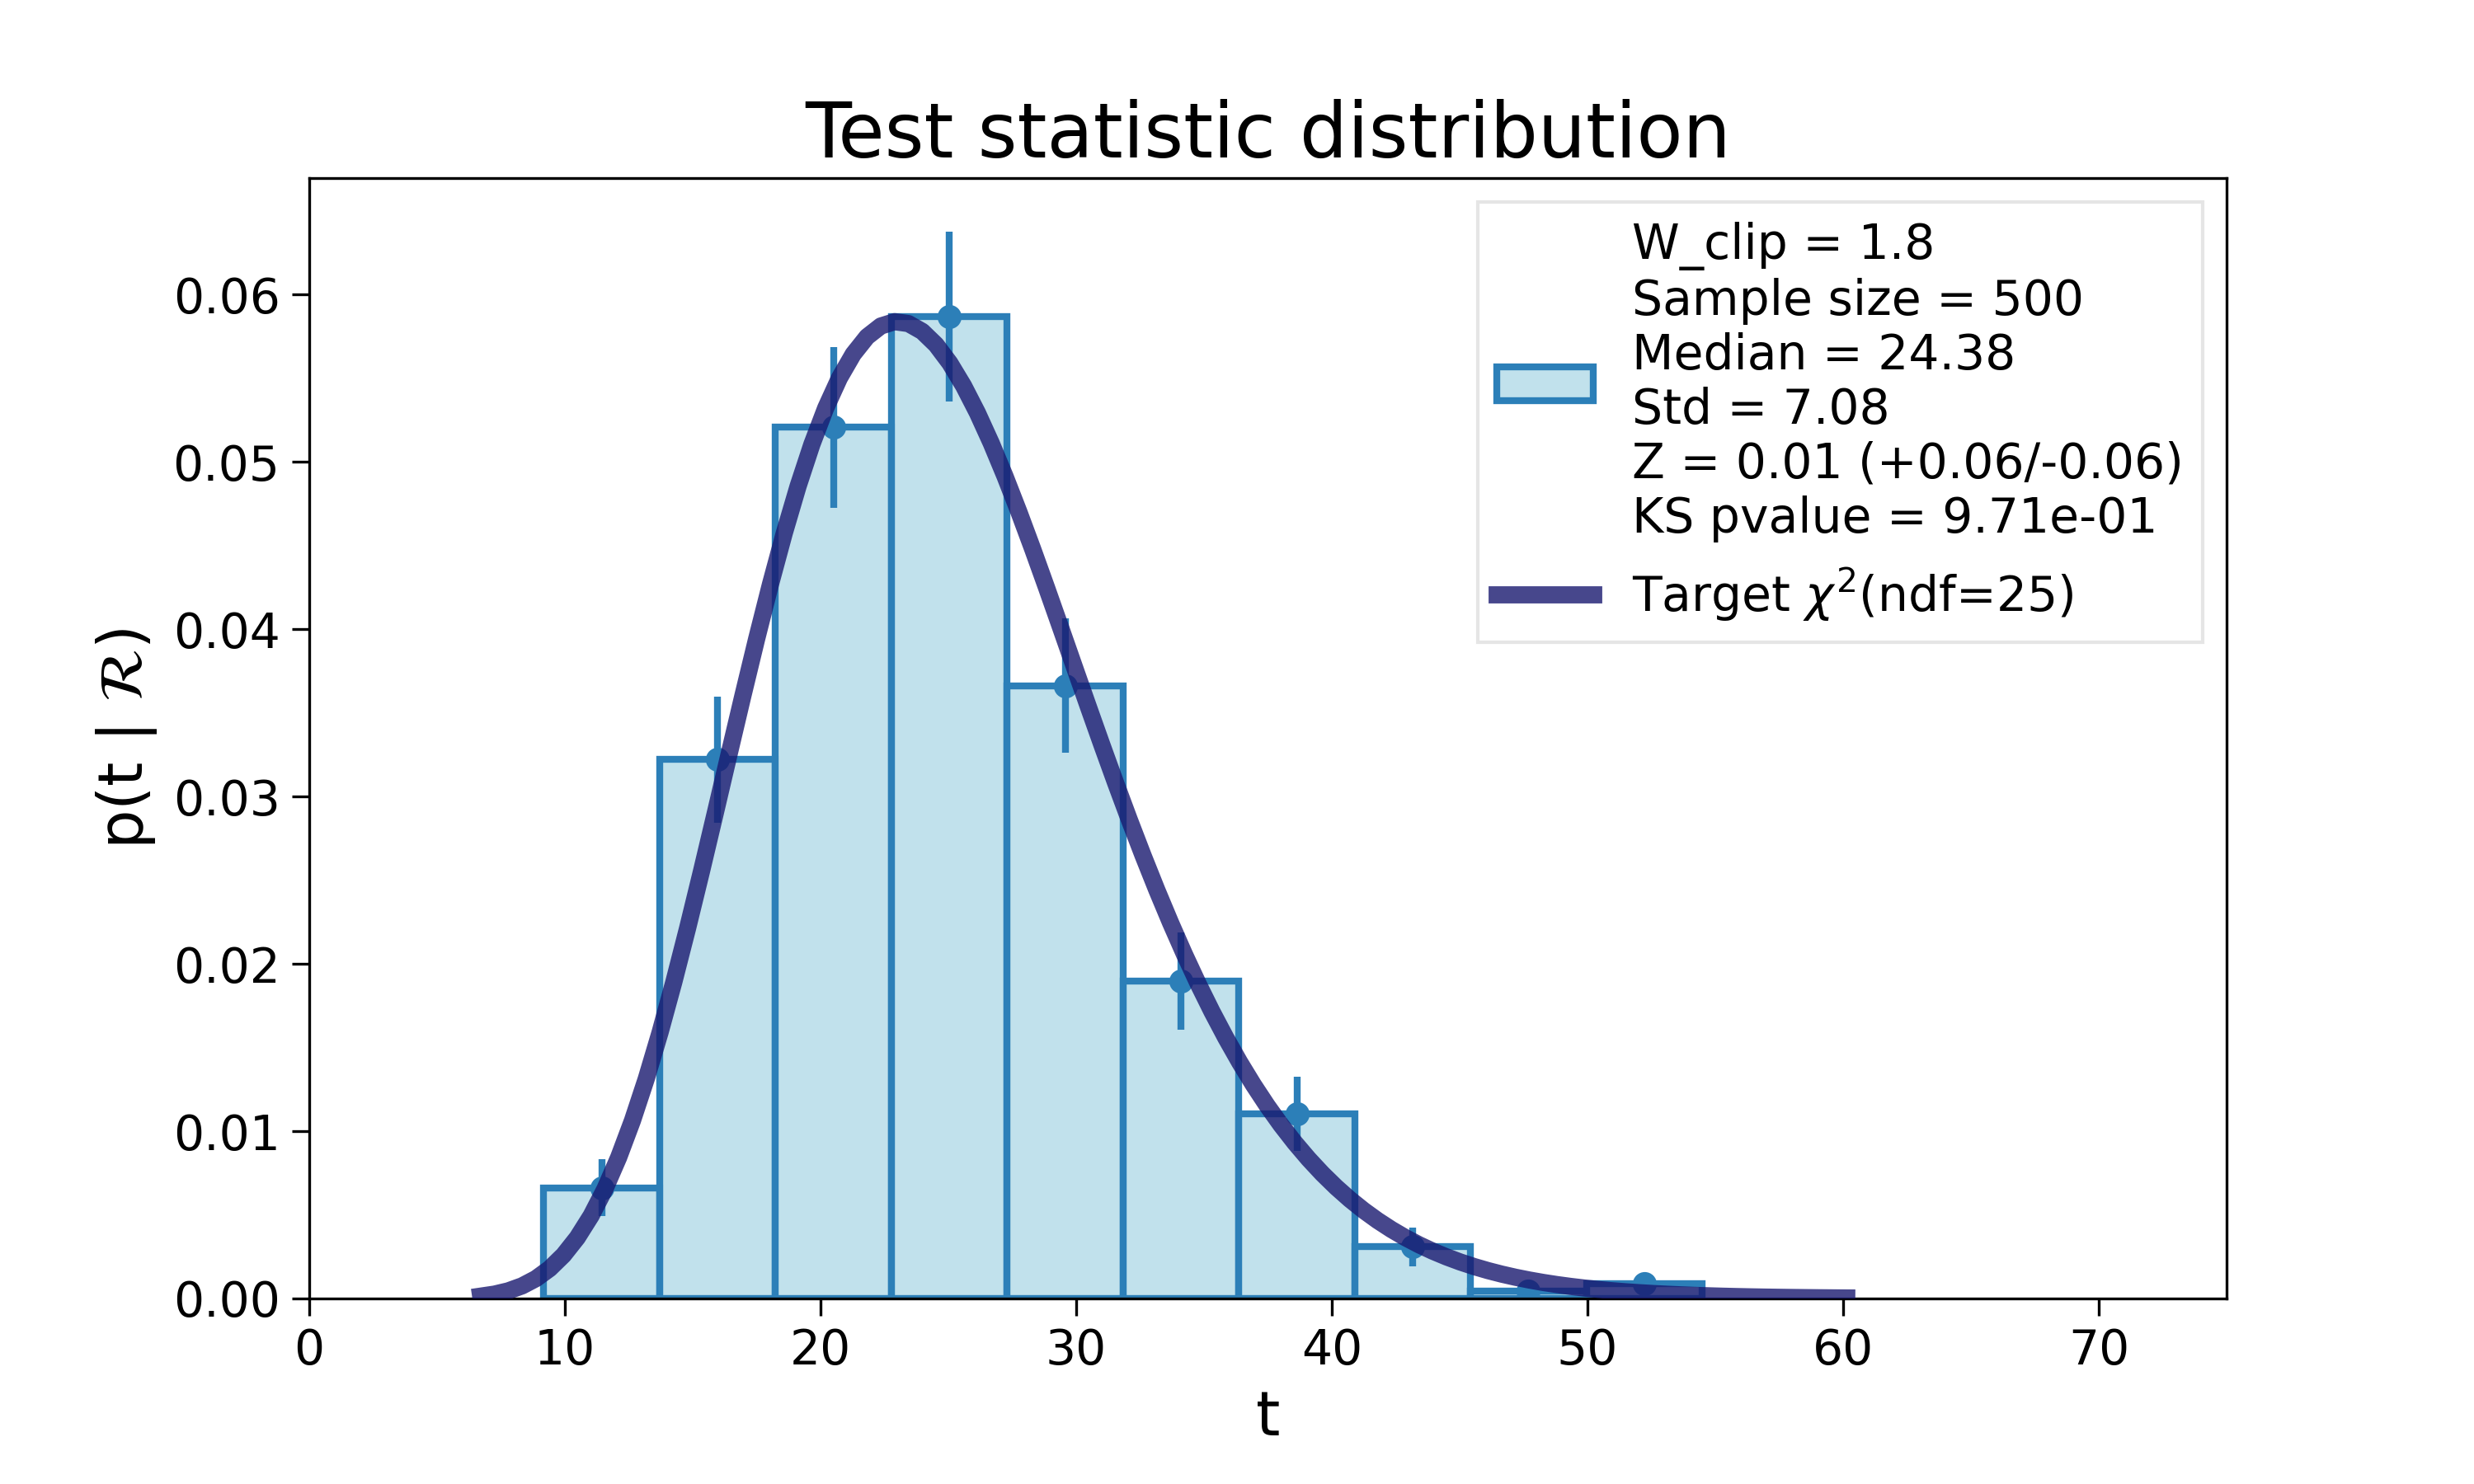 Test statistic distribution
W_clip = 1.8
Sample size = 500
Median = 24.38
Std = 7.08
Z = 0.01 (+0.06/-0.06)
KS pvalue = 9.71e-01
Target χ²(ndf=25)
p(t | ℛ)
0.06
0.05
0.04
0.03
0.02
0.01
0.00
0 10 20 30 40 50 60 70
t